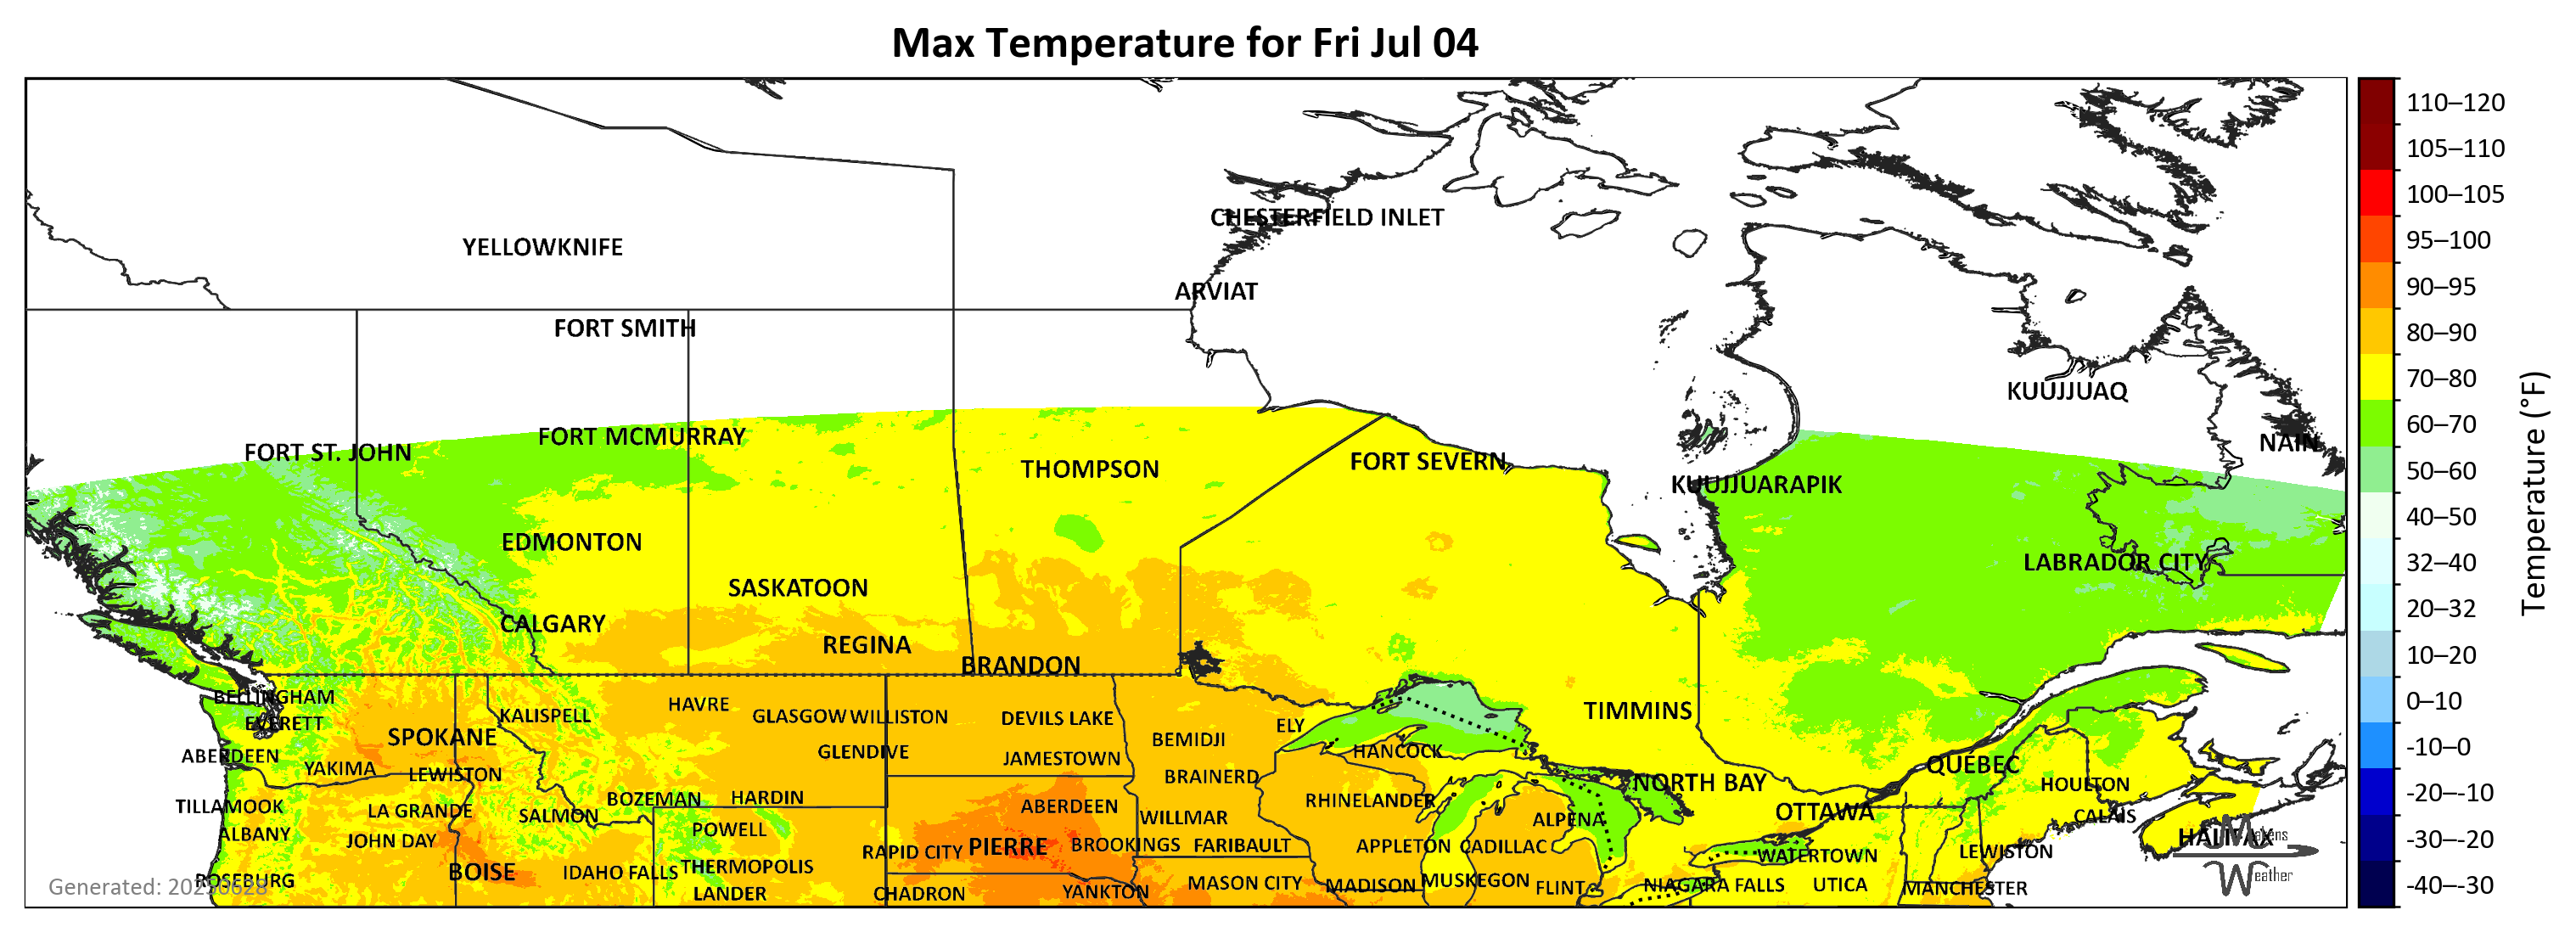 Max Temperature for Fri Jul 04
110–120
105–110
CHESTERFIELD INLET
100–105
YELLOWKNIFE
95–100
ARVIAT
90–95
FORT SMITH
80–90
70–80
KUUJJUAQ
60–70
FORT MCMURRAY
NAIN
FORT ST. JOHN
THOMPSON
FORT SEVERN
50–60
KUUJJUARAPIK
Temperature (°F)
40–50
EDMONTON
LABRADOR CITY
32–40
SASKATOON
20–32
CALGARY
REGINA
10–20
BRANDON
BELLINGHAM
HAVRE
0–10
KALISPELL
GLASGOW WILLISTON
DEVILS LAKE
TIMMINS
EVERETT
ELY
SPOKANE
BEMIDJI
-10–0
ABERDEEN
GLENDIVE
JAMESTOWN
HANCOCK
QUÉBEC
YAKIMA
LEWISTON
BRAINERD
NORTH BAY
HOULTON
-20–-10
BOZEMAN
HARDIN
RHINELANDER
TILLAMOOK
LA GRANDE
SALMON
ABERDEEN
WILLMAR
ALPENA
OTTAWA
CALAIS
ALBANY
POWELL
JOHN DAY
HALIFAX
Makens
-30–-20
RAPID CITY
PIERRE
BROOKINGS
FARIBAULT
APPLETON
CADILLAC
WATERTOWN
LEWISTON
BOISE
IDAHO FALLS
THERMOPOLIS
Weather
ROSEBURG
MASON CITY
MADISON
MUSKEGON
FLINT
NIAGARA FALLS
UTICA
MANCHESTER
-40–-30
Generated: 20250628
LANDER
CHADRON
YANKTON